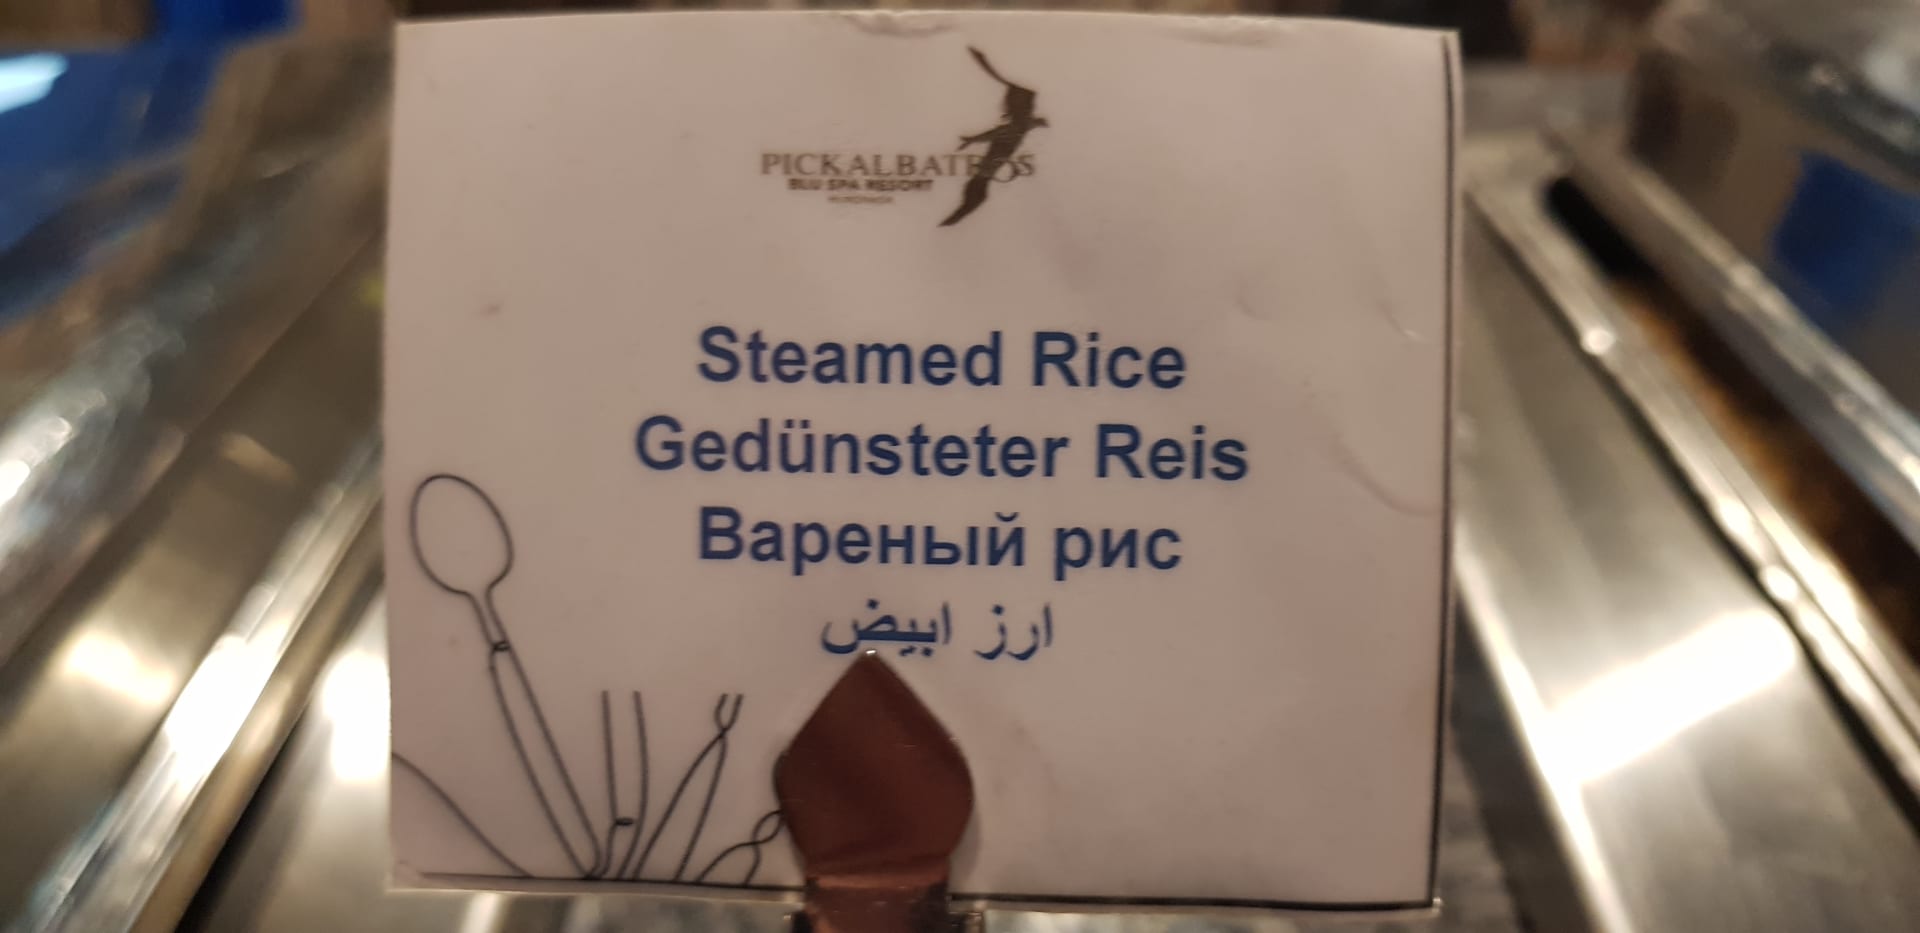 PICKALBATROS
BLU SPA RESORT
Steamed Rice
Gedünsteter Reis
Вареный рис
ارز ابيض